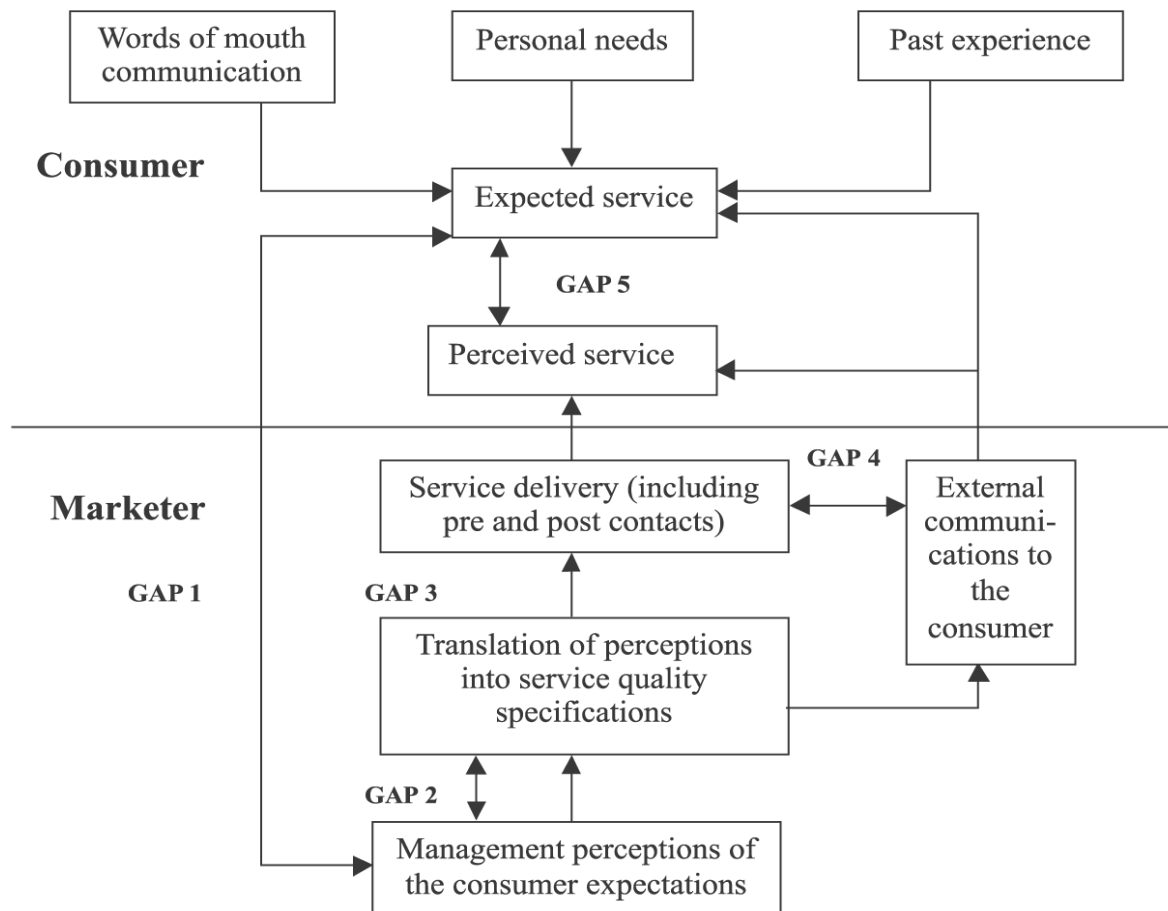 Words of mouth
communication
Personal needs
Past experience
Consumer
Expected service
GAP 5
Perceived service
GAP 4
Marketer
Service delivery (including
pre and post contacts)
External
communi-
cations to
the
consumer
GAP 1
GAP 3
Translation of perceptions
into service quality
specifications
GAP 2
Management perceptions of
the consumer expectations